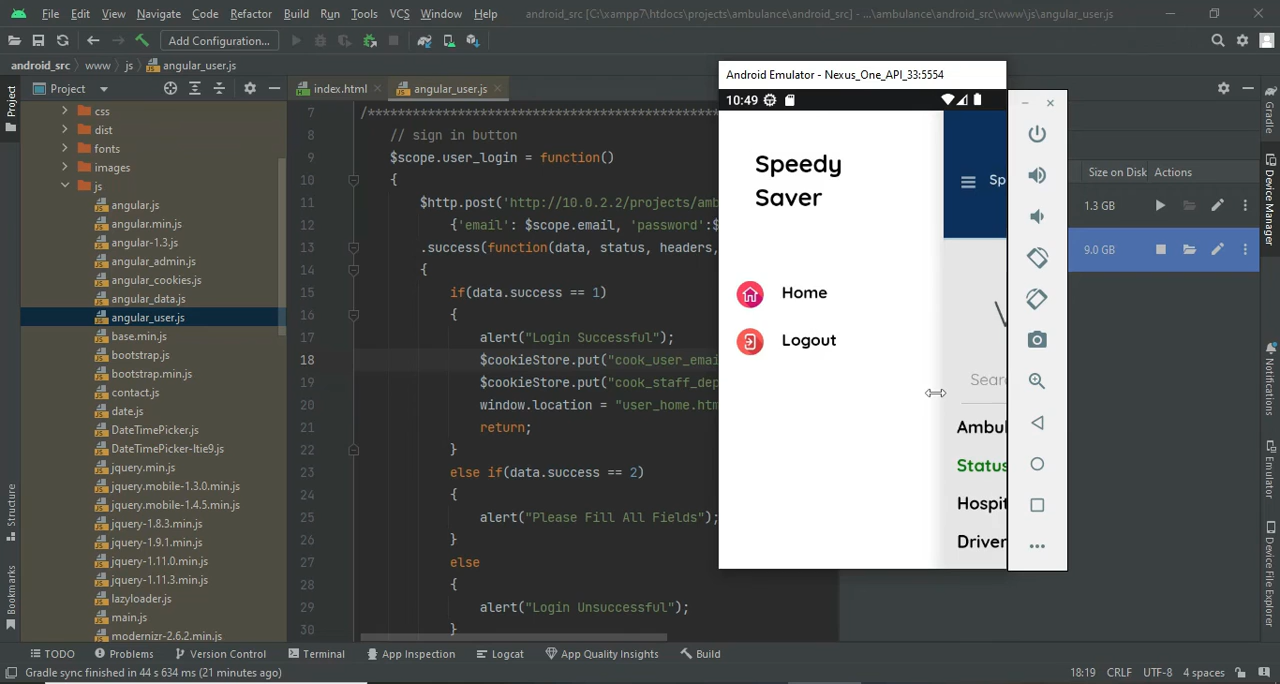 File Edit View Navigate Code Refactor Build Run Tools VCS Window Help android_src [C:\xampp7\htdocs\projects\ambulance\android_src] - ...\ambulance\android_src\www\js\angular_user.js
Add Configuration...
android_src www js angular_user.js
Project
index.html
angular_user.js
css
dist
fonts
images
js
angular.js
angular.min.js
angular-1.3.js
angular_admin.js
angular_cookies.js
angular_data.js
angular_user.js
base.min.js
bootstrap.js
bootstrap.min.js
contact.js
date.js
DateTimePicker.js
DateTimePicker-ltie9.js
jquery.min.js
jquery.mobile-1.3.0.min.js
jquery.mobile-1.4.5.min.js
jquery-1.8.3.min.js
jquery-1.9.1.min.js
jquery-1.11.0.min.js
jquery-1.11.3.min.js
lazyloader.js
main.js
modernizr-2.6.2.min.js
7 /************************************************
8 // sign in button
9 $scope.user_login = function()
10 {
11 $http.post('http://10.0.2.2/projects/amb
12 {'email': $scope.email, 'password':$
13 .success(function(data, status, headers,
14 {
15 if(data.success == 1)
16 {
17 alert("Login Successful");
18 $cookieStore.put("cook_user_emai
19 $cookieStore.put("cook_staff_dep
20 window.location = "user_home.htm
21 return;
22 }
23 else if(data.success == 2)
24 {
25 alert("Please Fill All Fields");
26 }
27 else
28 {
29 alert("Login Unsuccessful");
30 }
Android Emulator - Nexus_One_API_33:5554
10:49
Speedy
Saver
Sp
Home
Logout
Sear
Ambul
Status
Hospit
Driver
Size on Disk Actions
1.3 GB
9.0 GB
Project
Structure
Bookmarks
Gradle
Device Manager
Notifications
Emulator
Device File Explorer
TODO Problems Version Control Terminal App Inspection Logcat App Quality Insights Build
Gradle sync finished in 44 s 634 ms (21 minutes ago)
18:19 CRLF UTF-8 4 spaces